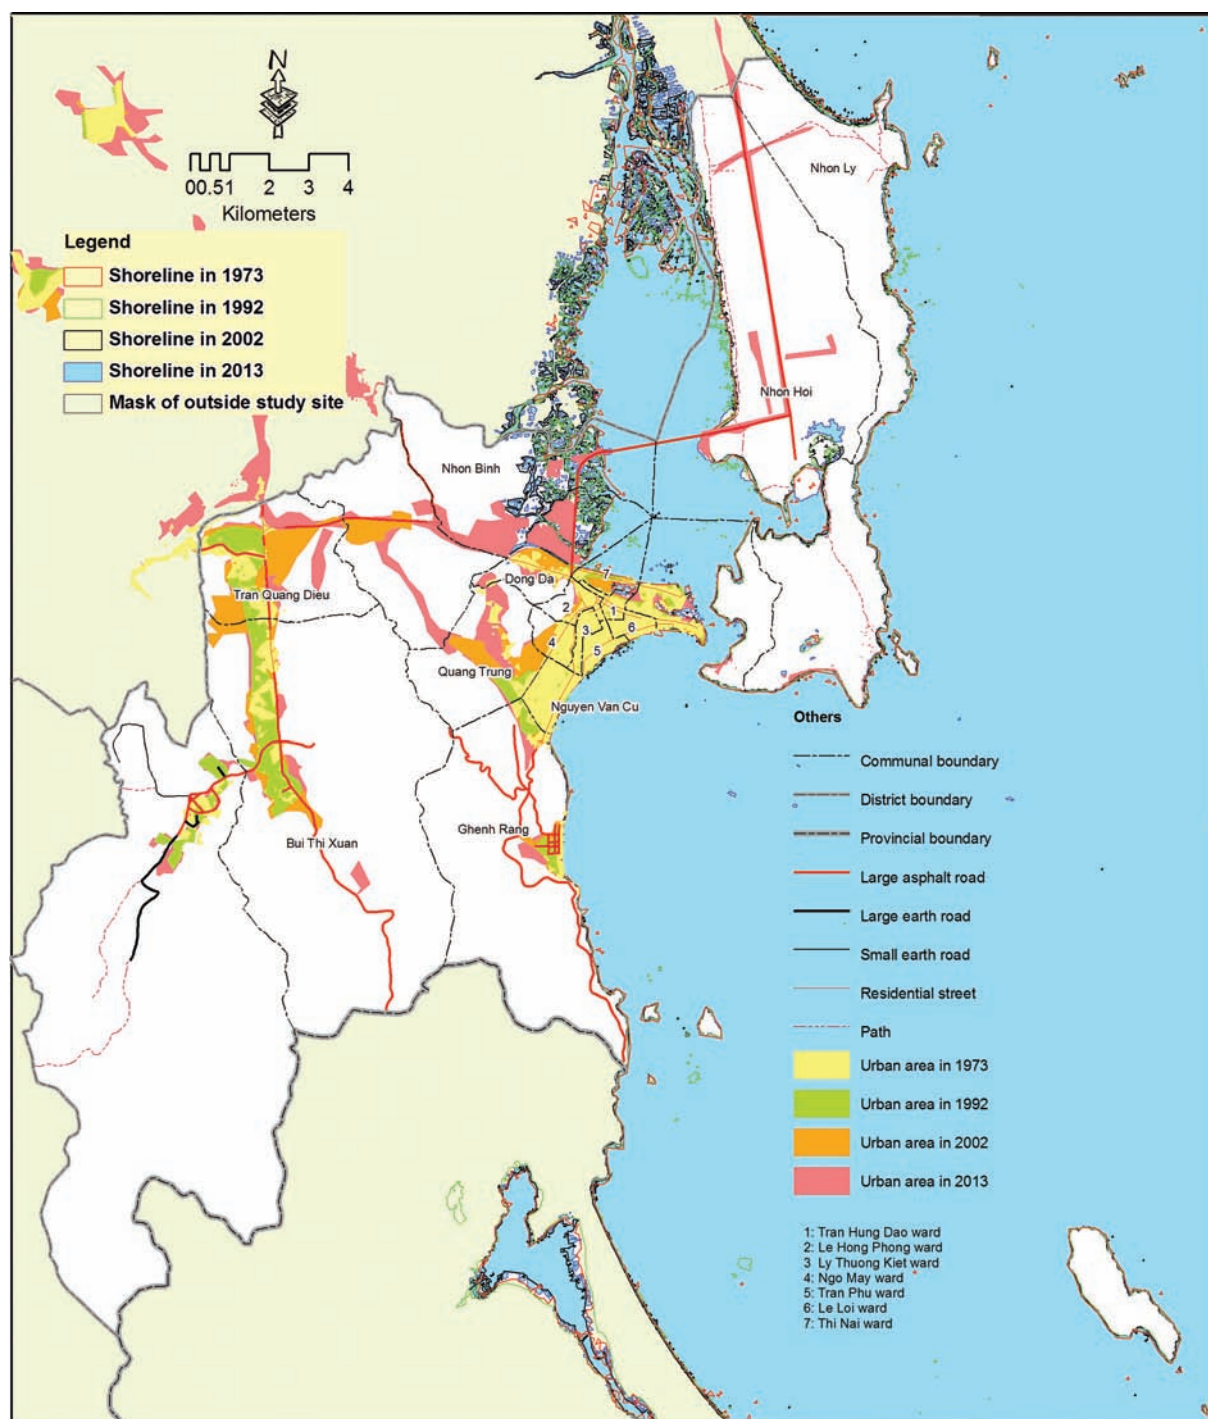 N
00.51 2 3 4
Kilometers
Legend
Shoreline in 1973
Shoreline in 1992
Shoreline in 2002
Shoreline in 2013
Mask of outside study site
Nhon Ly
Nhon Hoi
Nhon Binh
Dong Da
7
Tran Quang Dieu
2
1
3
6
4
5
Quang Trung
Nguyen Van Cu
Ghenh Rang
Bui Thi Xuan
Others
Communal boundary
District boundary
Provincial boundary
Large asphalt road
Large earth road
Small earth road
Residential street
Path
Urban area in 1973
Urban area in 1992
Urban area in 2002
Urban area in 2013
1: Tran Hung Dao ward
2: Le Hong Phong ward
3 Ly Thuong Kiet ward
4: Ngo May ward
5: Tran Phu ward
6: Le Loi ward
7: Thi Nai ward